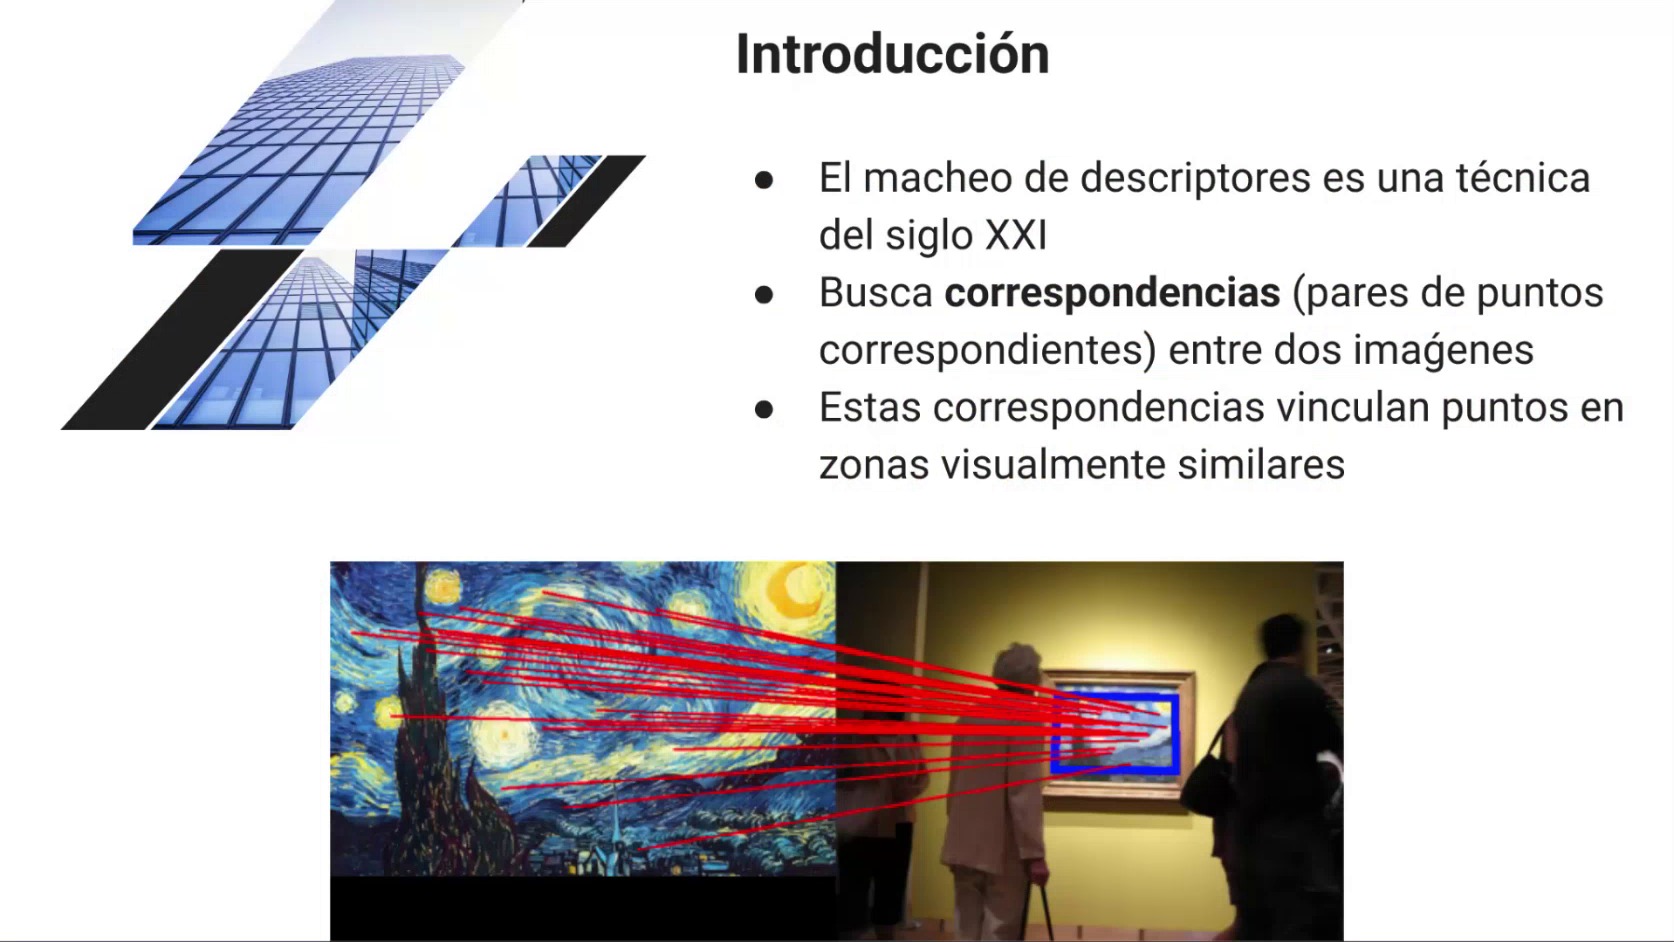 Introducción
● El macheo de descriptores es una técnica
del siglo XXI
● Busca correspondencias (pares de puntos
correspondientes) entre dos imaǵenes
● Estas correspondencias vinculan puntos en
zonas visualmente similares